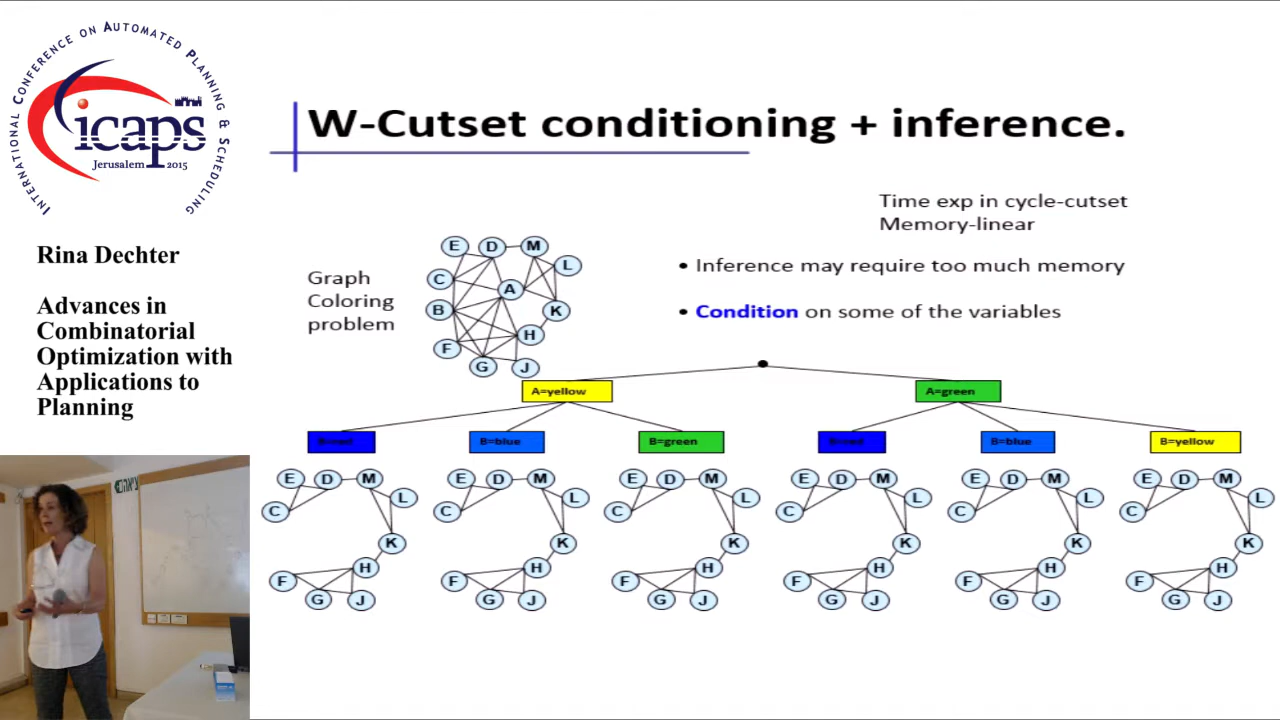 INTERNATIONAL CONFERENCE ON AUTOMATED PLANNING & SCHEDULING
icaps
Jerusalem 2015
Rina Dechter
Advances in
Combinatorial
Optimization with
Applications to
Planning
W-Cutset conditioning + inference.
Time exp in cycle-cutset
Memory-linear
• Inference may require too much memory
• Condition on some of the variables
Graph
Coloring
problem
E D M
L
C
A
B
K
H
F
G J
A=yellow A=green
B=red B=blue B=green B=red B=blue B=yellow
E D M E D M E D M E D M E D M E D M
L L L L L L
C C C C C C
K K K K K K
H H H H H H
F F F F F F
G J G J G J G J G J G J